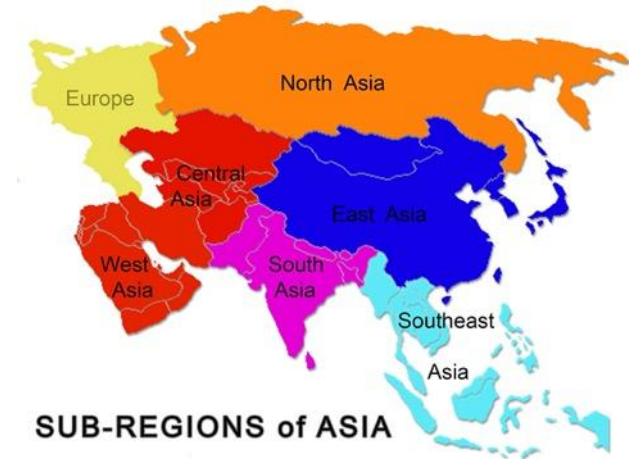 North Asia
Europe
Central
Asia
East Asia
West
Asia
South
Asia
Southeast
Asia
SUB-REGIONS of ASIA